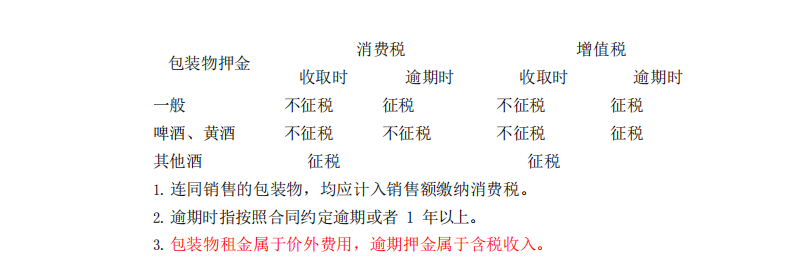 消费税 增值税
包装物押金
收取时 逾期时 收取时 逾期时
一般 不征税 征税 不征税 征税
啤酒、黄酒 不征税 不征税 不征税 征税
其他酒 征税 征税
1. 连同销售的包装物，均应计入销售额缴纳消费税。
2. 逾期时指按照合同约定逾期或者 1 年以上。
3. 包装物租金属于价外费用，逾期押金属于含税收入。